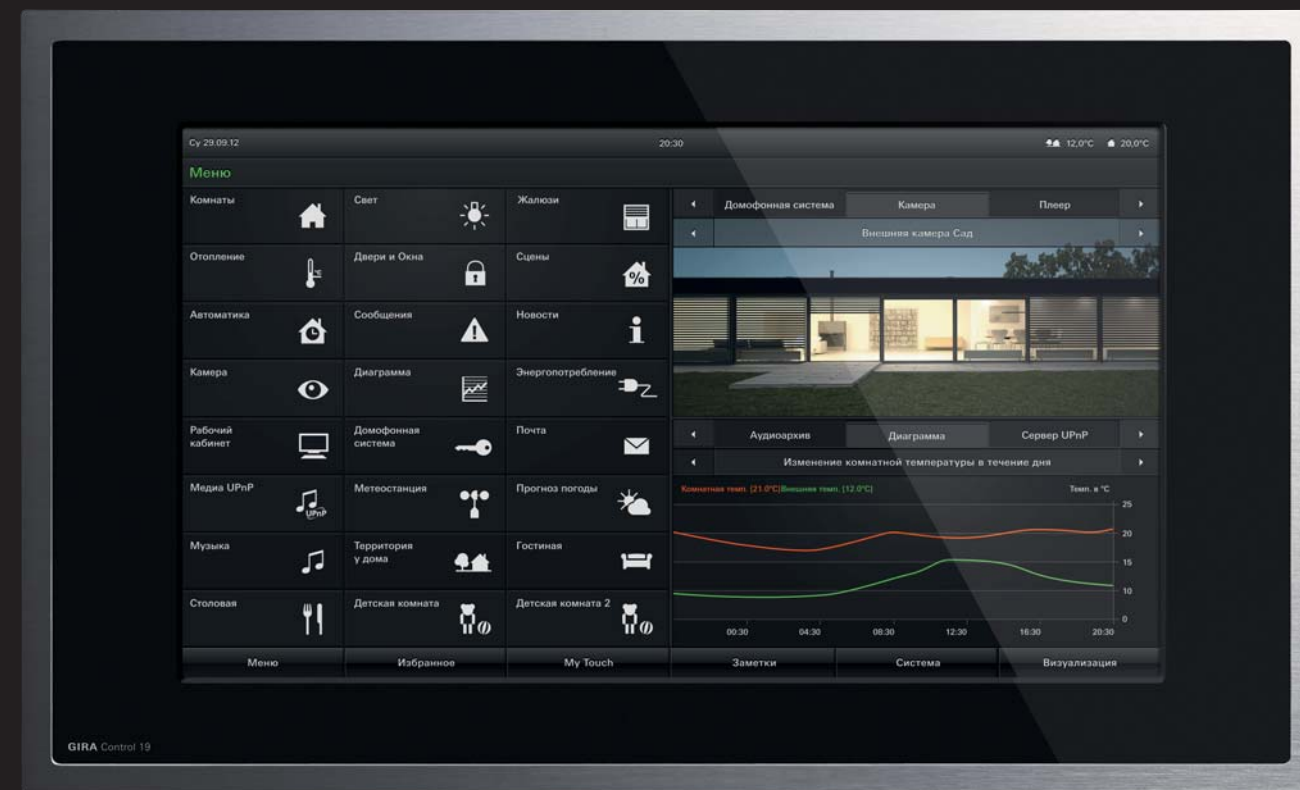 Су 29.09.12 20:30 12,0°C 20,0°C
Меню
Комнаты Свет Жалюзи
Отопление Двери и Окна Сцены
Автоматика Сообщения Новости
Камера Диаграмма Энергопотребление
Рабочий
кабинет
Домофонная
система
Почта
Медиа UPnP Метеостанция Прогноз погоды
UPnP
Музыка
Территория
у дома
Гостиная
Столовая Детская комната Детская комната 2
Домофонная система Камера Плеер
Внешняя камера Сад
Аудиоархив Диаграмма Сервер UPnP
Изменение комнатной температуры в течение дня
Комнатная темп. (21.0°C) Внешняя темп. (12.0°C) Темп. в °C
25
20
15
10
0
00:30 04:30 08:30 12:30 16:30 20:30
Меню Избранное My Touch Заметки Система Визуализация
GIRA Control 19